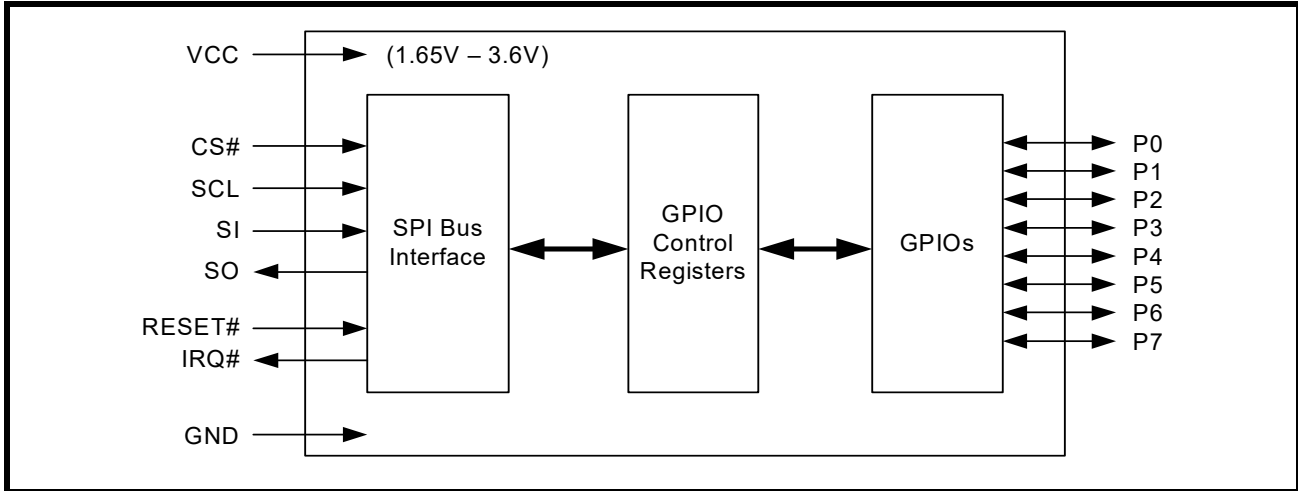 VCC
(1.65V – 3.6V)
CS#
SCL
SI
SO
RESET#
IRQ#
GND
SPI Bus
Interface
GPIO
Control
Registers
GPIOs
P0
P1
P2
P3
P4
P5
P6
P7